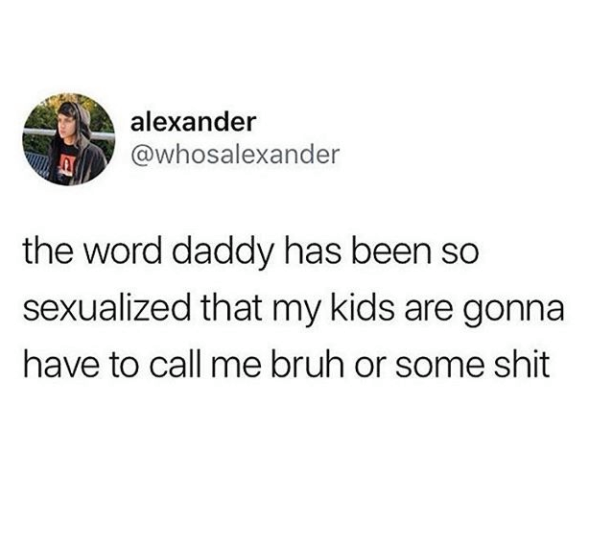 alexander
@whosalexander
the word daddy has been so
sexualized that my kids are gonna
have to call me bruh or some shit